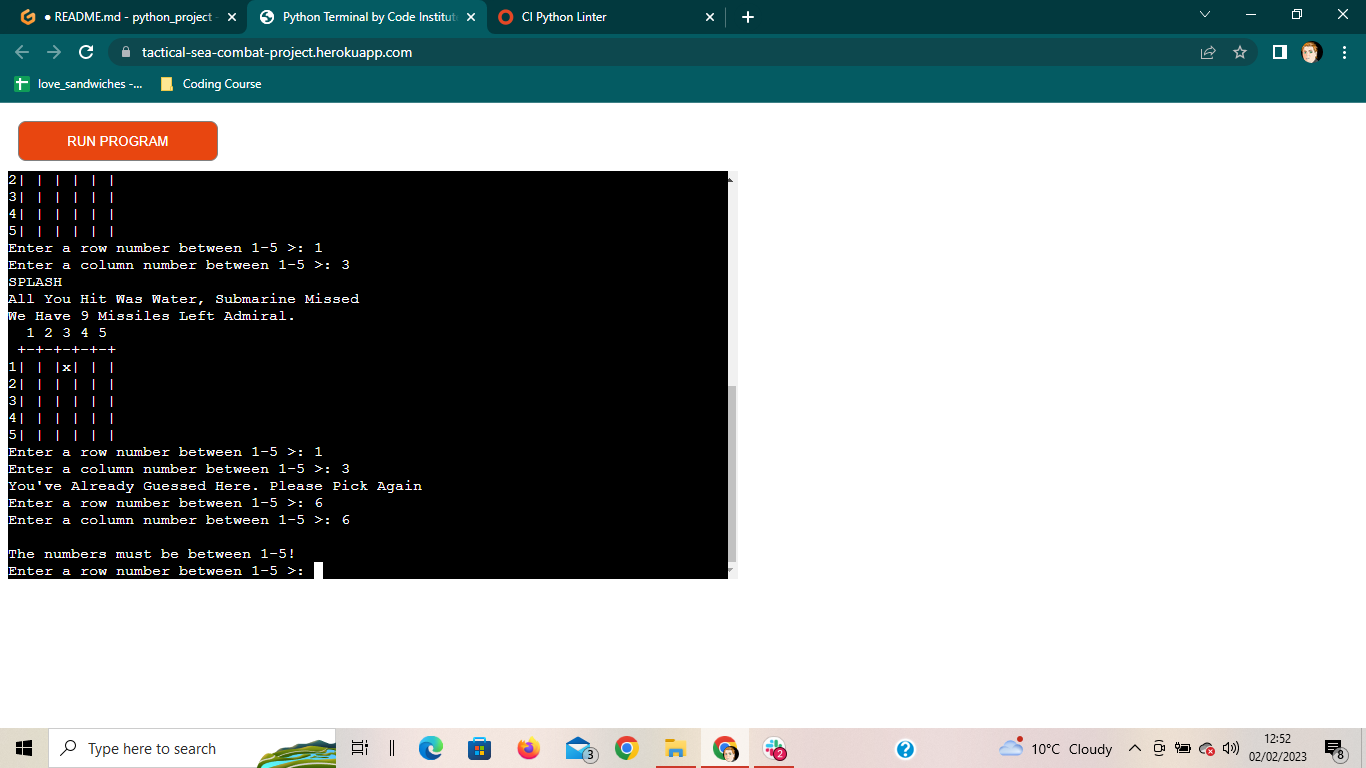 ● README.md - python_project -
Python Terminal by Code Institut
CI Python Linter
tactical-sea-combat-project.herokuapp.com
love_sandwiches -...
Coding Course
RUN PROGRAM
2| | | | | |
3| | | | | |
4| | | | | |
5| | | | | |
Enter a row number between 1-5 >: 1
Enter a column number between 1-5 >: 3
SPLASH
All You Hit Was Water, Submarine Missed
We Have 9 Missiles Left Admiral.
1 2 3 4 5
+-+-+-+-+-+
1| | |x| | |
2| | | | | |
3| | | | | |
4| | | | | |
5| | | | | |
Enter a row number between 1-5 >: 1
Enter a column number between 1-5 >: 3
You've Already Guessed Here. Please Pick Again
Enter a row number between 1-5 >: 6
Enter a column number between 1-5 >: 6
The numbers must be between 1-5!
Enter a row number between 1-5 >:
Type here to search
3
2
10°C Cloudy
12:52
02/02/2023
8